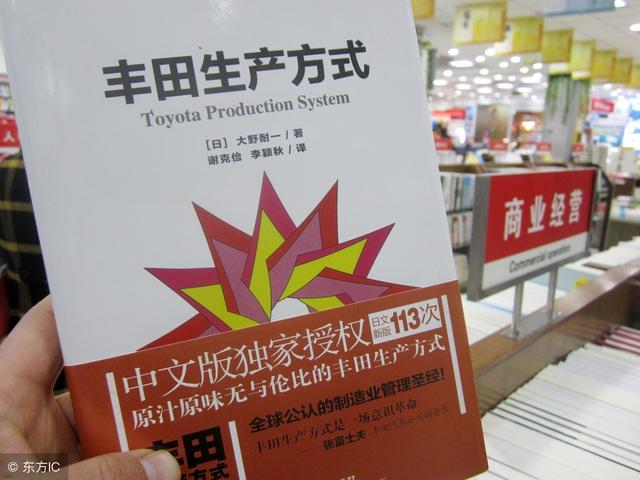 丰田生产方式
Toyota Production System
［日］大野耐一／著
谢克俭 李颖秋／译
中文版独家授权
日文
新版
113次
原汁原味无与伦比的丰田生产方式
全球公认的制造业管理圣经!
丰田生产方式是一场意识革命
——张富士夫 丰田汽车公司前会长
丰田
商业经营
Commercial operation
人
© 东方IC